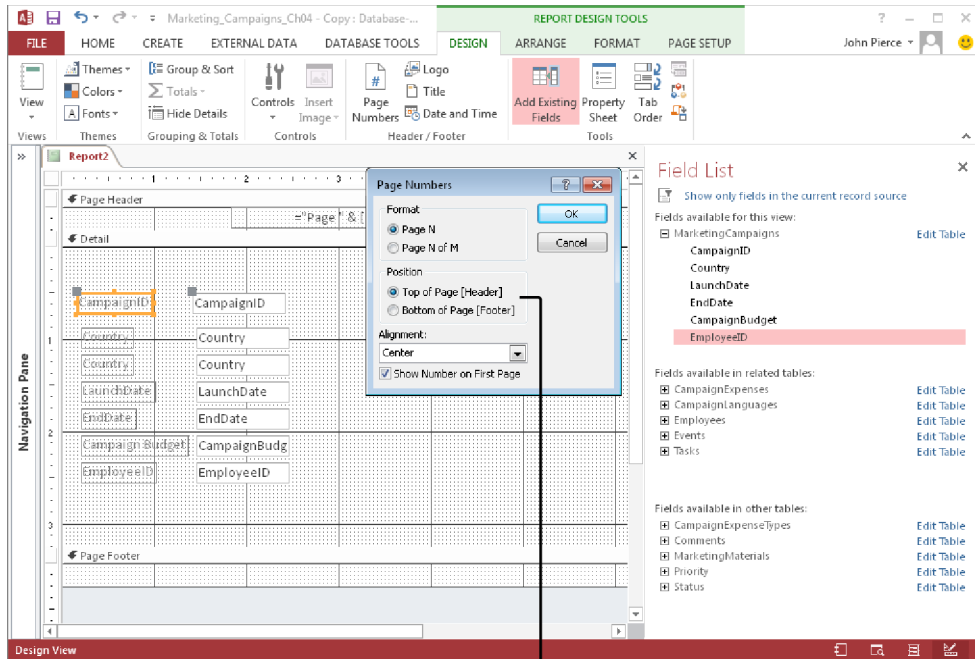 Marketing_Campaigns_Ch04 - Copy : Database-...
REPORT DESIGN TOOLS
FILE HOME CREATE EXTERNAL DATA DATABASE TOOLS DESIGN ARRANGE FORMAT PAGE SETUP John Pierce
View
Themes
Colors
Fonts
Group & Sort
Totals
Hide Details
Controls
Insert Image
Page Numbers
Logo
Title
Date and Time
Add Existing Fields
Property Sheet
Tab Order
Views Themes Grouping & Totals Controls Header / Footer Tools
Report2
1 2 3
Page Header
="Page " & [
Detail
CampaignID CampaignID
Country Country
Country Country
LaunchDate LaunchDate
EndDate EndDate
Campaign Budget CampaignBudg
EmployeeID EmployeeID
1
2
3
Page Footer
Navigation Pane
Page Numbers
Format
Page N
Page N of M
Position
Top of Page [Header]
Bottom of Page [Footer]
Alignment:
Center
Show Number on First Page
OK
Cancel
Field List
Show only fields in the current record source
Fields available for this view:
MarketingCampaigns Edit Table
CampaignID
Country
LaunchDate
EndDate
CampaignBudget
EmployeeID
Fields available in related tables:
CampaignExpenses Edit Table
CampaignLanguages Edit Table
Employees Edit Table
Events Edit Table
Tasks Edit Table
Fields available in other tables:
CampaignExpenseTypes Edit Table
Comments Edit Table
MarketingMaterials Edit Table
Priority Edit Table
Status Edit Table
Design View